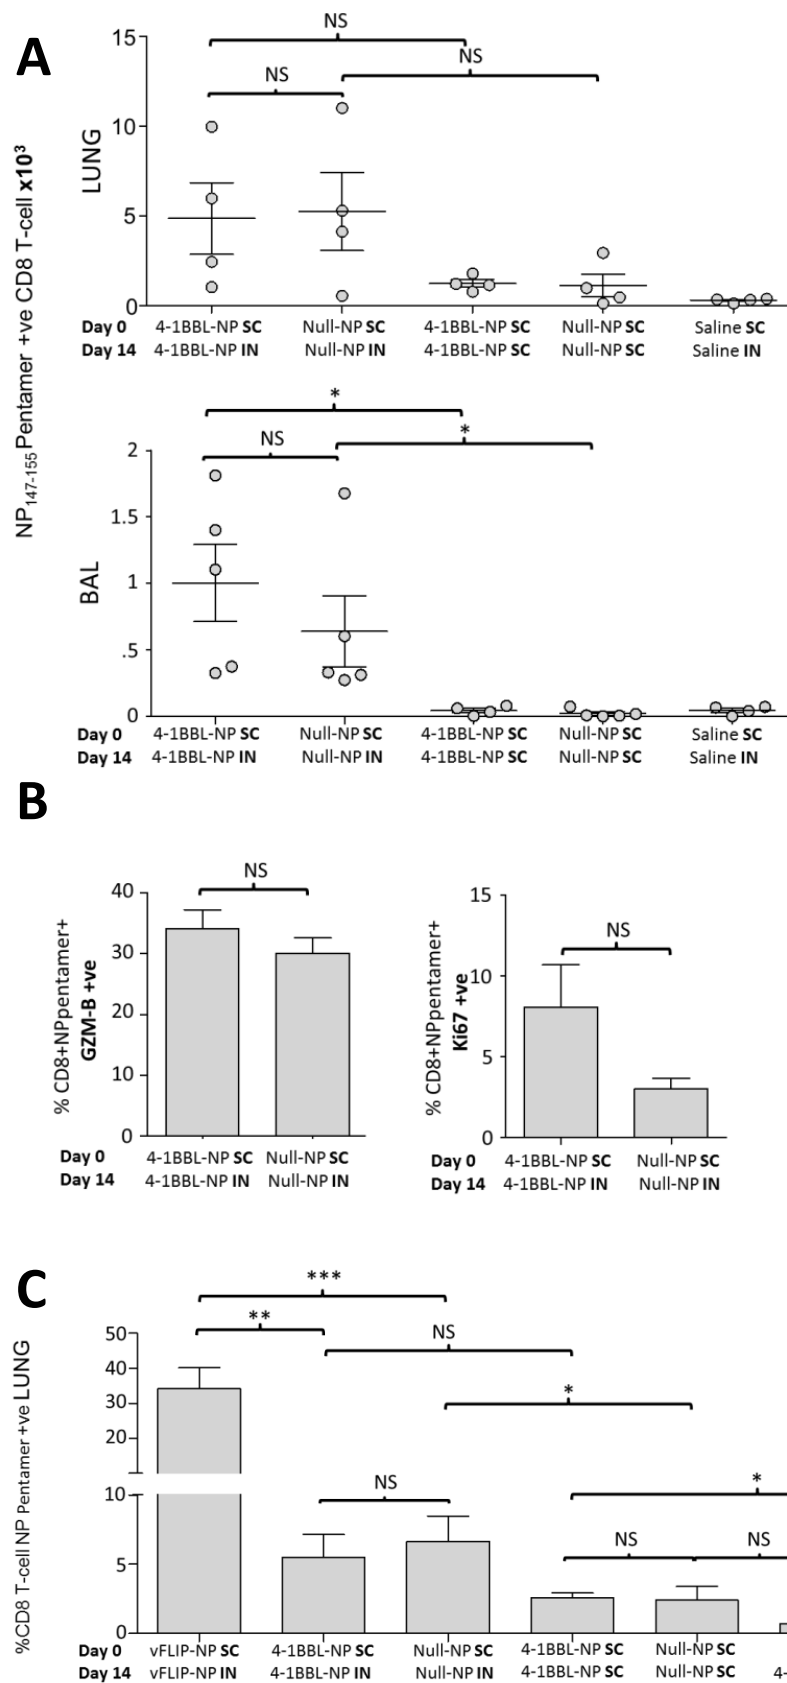 A
NP147-155 Pentamer +ve CD8 T-cell x10³
LUNG
15
10
5
0
NS
NS
NS
Day 0 4-1BBL-NP SC Null-NP SC 4-1BBL-NP SC Null-NP SC Saline SC
Day 14 4-1BBL-NP IN Null-NP IN 4-1BBL-NP SC Null-NP SC Saline IN
BAL
2
1.5
1
.5
0
*
NS
*
Day 0 4-1BBL-NP SC Null-NP SC 4-1BBL-NP SC Null-NP SC Saline SC
Day 14 4-1BBL-NP IN Null-NP IN 4-1BBL-NP SC Null-NP SC Saline IN
B
% CD8+NPpentamer+
GZM-B +ve
40
30
20
10
0
NS
Day 0 4-1BBL-NP SC Null-NP SC
Day 14 4-1BBL-NP IN Null-NP IN
% CD8+NPpentamer+
Ki67 +ve
15
10
5
0
NS
Day 0 4-1BBL-NP SC Null-NP SC
Day 14 4-1BBL-NP IN Null-NP IN
C
%CD8 T-cell NP Pentamer +ve LUNG
50
40
30
20
10
5
0
***
**
NS
*
NS
*
NS
NS
Day 0 vFLIP-NP SC 4-1BBL-NP SC Null-NP SC 4-1BBL-NP SC Null-NP SC
Day 14 vFLIP-NP IN 4-1BBL-NP IN Null-NP IN 4-1BBL-NP SC Null-NP SC 4-